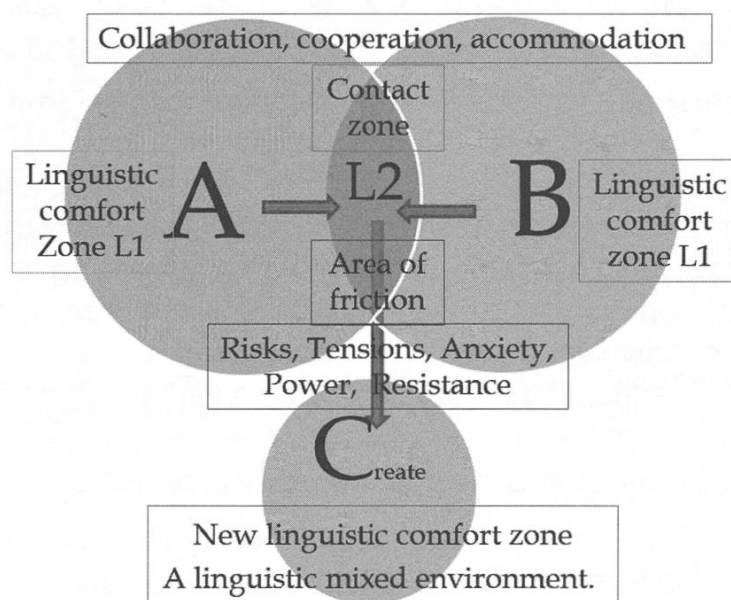 Collaboration, cooperation, accommodation
Contact
zone
Linguistic
comfort
Zone L1
A
L2
B
Linguistic
comfort
zone L1
Area of
friction
Risks, Tensions, Anxiety,
Power, Resistance
Create
New linguistic comfort zone
A linguistic mixed environment.